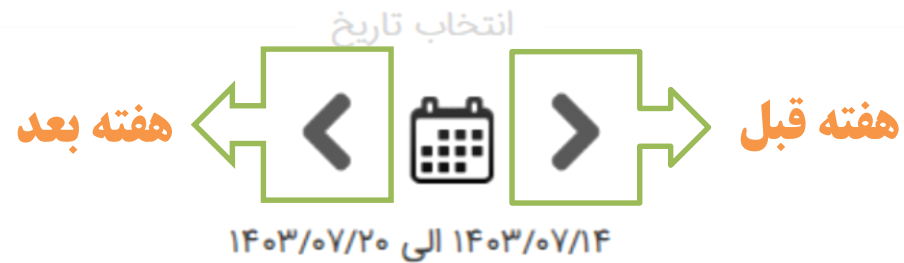 انتخاب تاریخ
هفته قبل
هفته بعد
۱۴۰۳/۰۷/۱۴ الی ۱۴۰۳/۰۷/۲۰